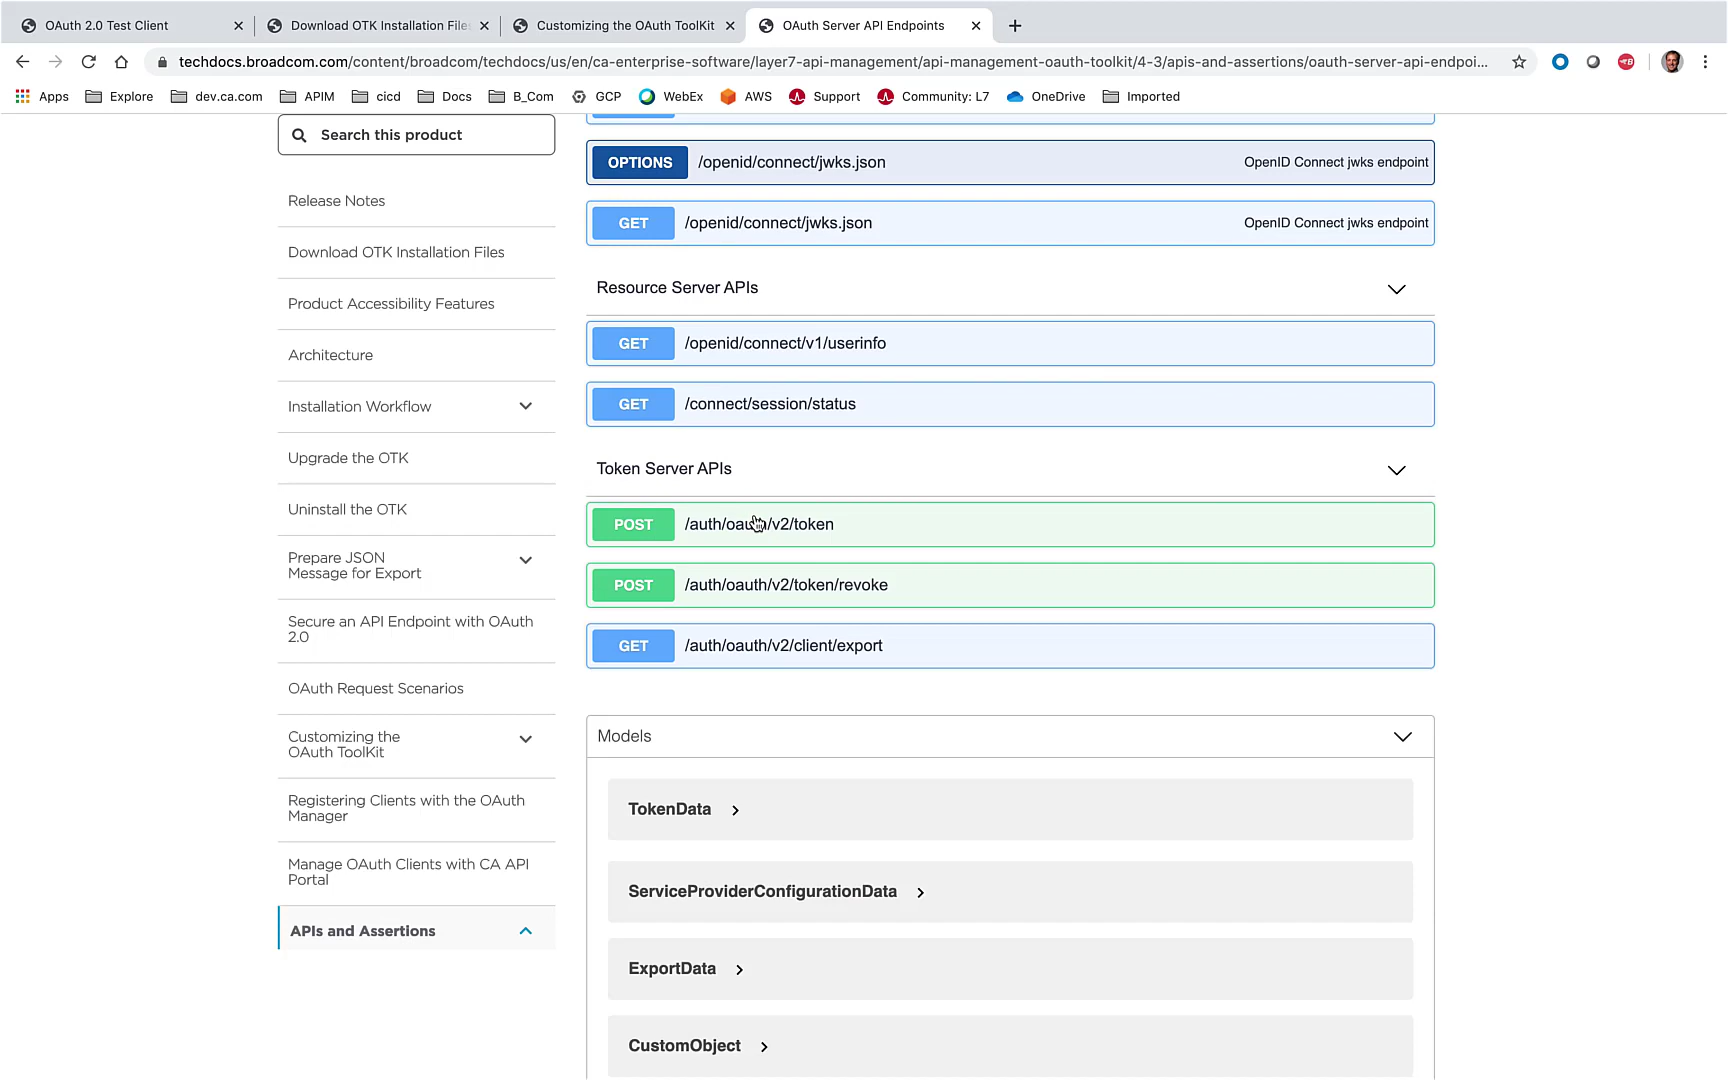 OAuth 2.0 Test Client
Download OTK Installation File
Customizing the OAuth ToolKit
OAuth Server API Endpoints
techdocs.broadcom.com/content/broadcom/techdocs/us/en/ca-enterprise-software/layer7-api-management/api-management-oauth-toolkit/4-3/apis-and-assertions/oauth-server-api-endpoi...
Apps Explore dev.ca.com APIM cicd Docs B_Com GCP WebEx AWS Support Community: L7 OneDrive Imported
Search this product
Release Notes
Download OTK Installation Files
Product Accessibility Features
Architecture
Installation Workflow
Upgrade the OTK
Uninstall the OTK
Prepare JSON
Message for Export
Secure an API Endpoint with OAuth
2.0
OAuth Request Scenarios
Customizing the
OAuth ToolKit
Registering Clients with the OAuth
Manager
Manage OAuth Clients with CA API
Portal
APIs and Assertions
OPTIONS /openid/connect/jwks.json OpenID Connect jwks endpoint
GET /openid/connect/jwks.json OpenID Connect jwks endpoint
Resource Server APIs
GET /openid/connect/v1/userinfo
GET /connect/session/status
Token Server APIs
POST /auth/oauth/v2/token
POST /auth/oauth/v2/token/revoke
GET /auth/oauth/v2/client/export
Models
TokenData
ServiceProviderConfigurationData
ExportData
CustomObject